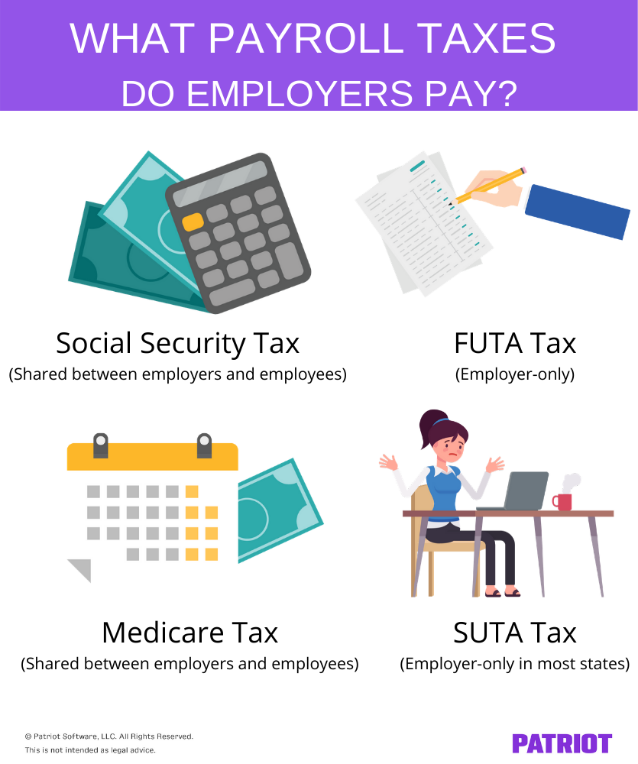 WHAT PAYROLL TAXES
DO EMPLOYERS PAY?
Social Security Tax
(Shared between employers and employees)
FUTA Tax
(Employer-only)
Medicare Tax
(Shared between employers and employees)
SUTA Tax
(Employer-only in most states)
© Patriot Software, LLC. All Rights Reserved.
This is not intended as legal advice.
PATRIOT